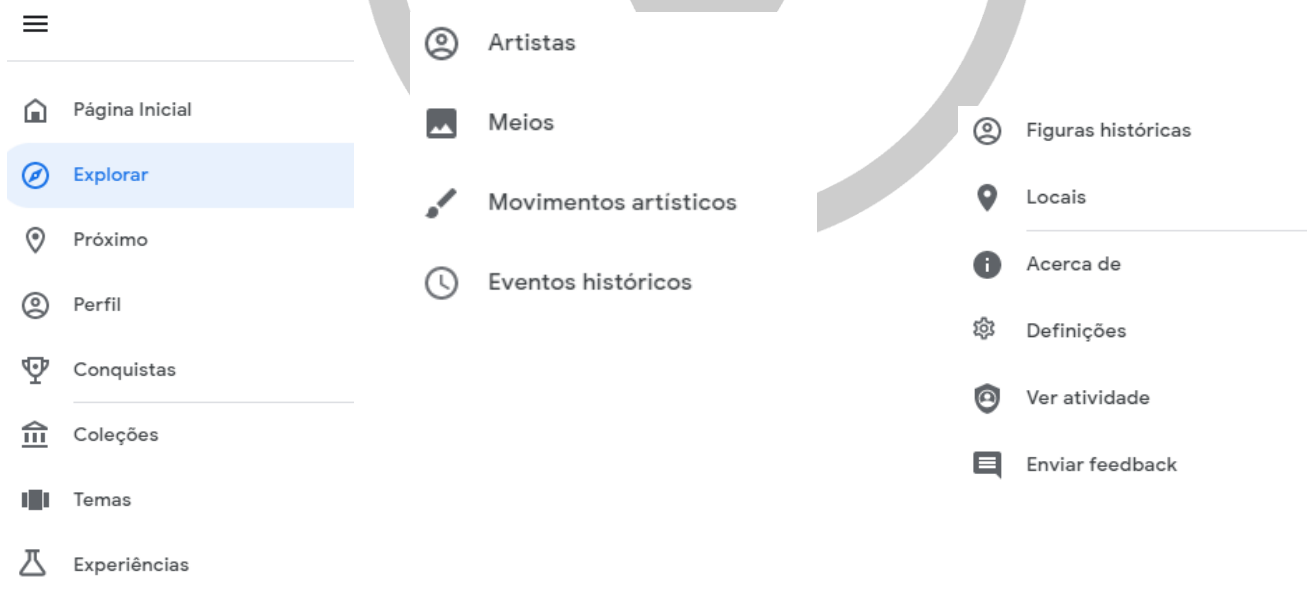 Página Inicial
Explorar
Próximo
Perfil
Conquistas
Coleções
Temas
Experiências
Artistas
Meios
Movimentos artísticos
Eventos históricos
Figuras históricas
Locais
Acerca de
Definições
Ver atividade
Enviar feedback